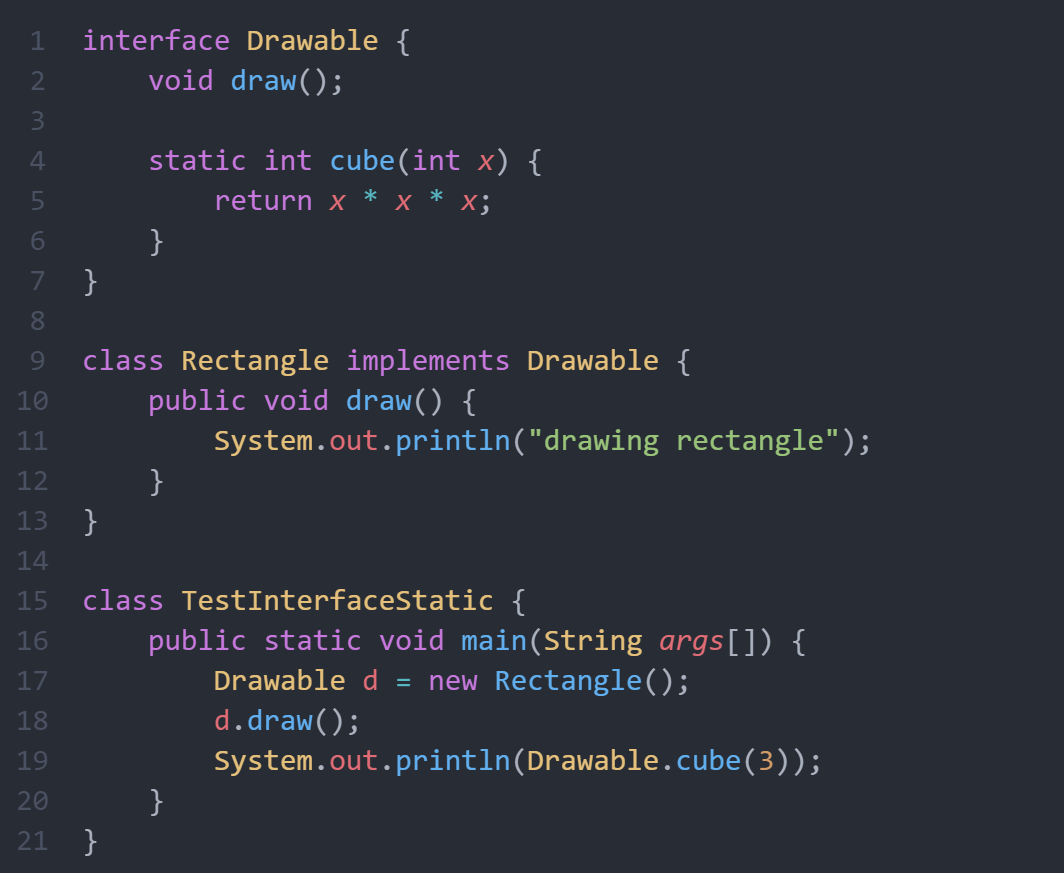 1 interface Drawable {
2     void draw();
3
4     static int cube(int x) {
5         return x * x * x;
6     }
7 }
8
9 class Rectangle implements Drawable {
10     public void draw() {
11         System.out.println("drawing rectangle");
12     }
13 }
14
15 class TestInterfaceStatic {
16     public static void main(String args[]) {
17         Drawable d = new Rectangle();
18         d.draw();
19         System.out.println(Drawable.cube(3));
20     }
21 }